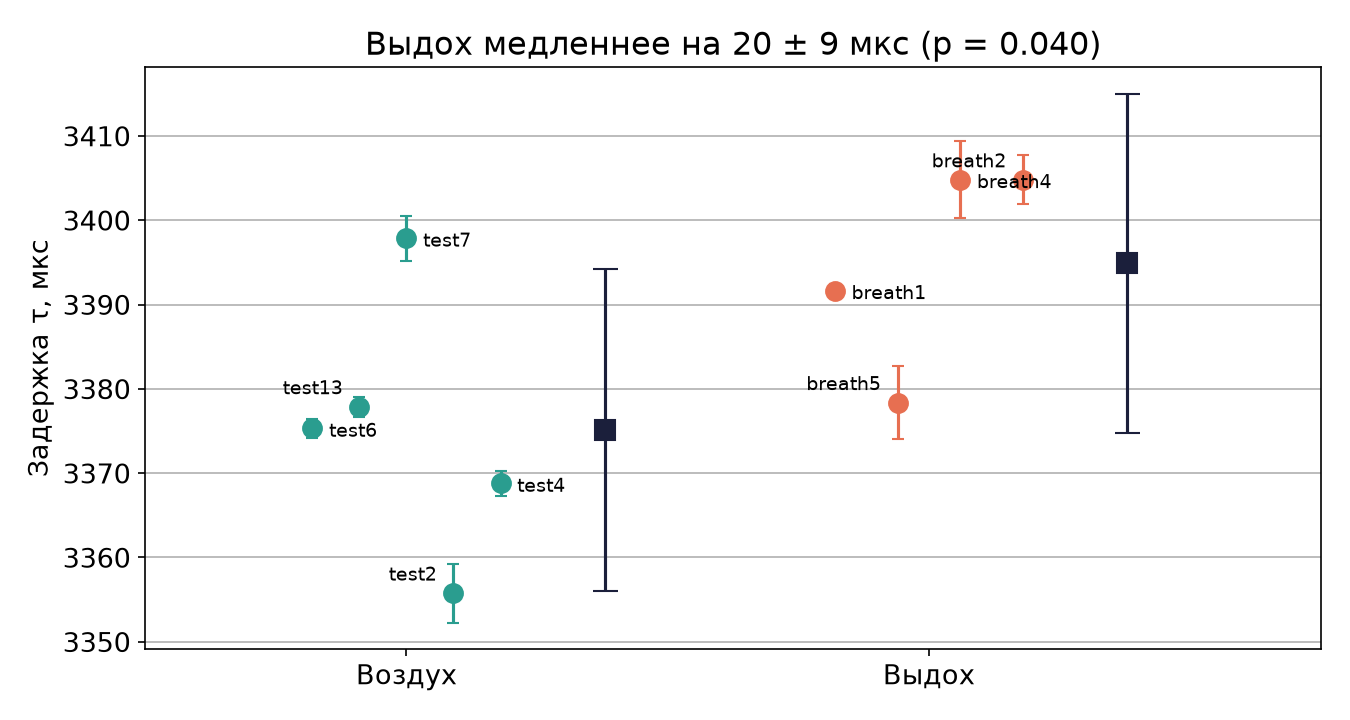 Выдох медленнее на 20 ± 9 мкс (p = 0.040)
Задержка τ, мкс
3410
3400
3390
3380
3370
3360
3350
breath2
breath4
test7
breath1
breath5
test13
test6
test4
test2
Воздух
Выдох